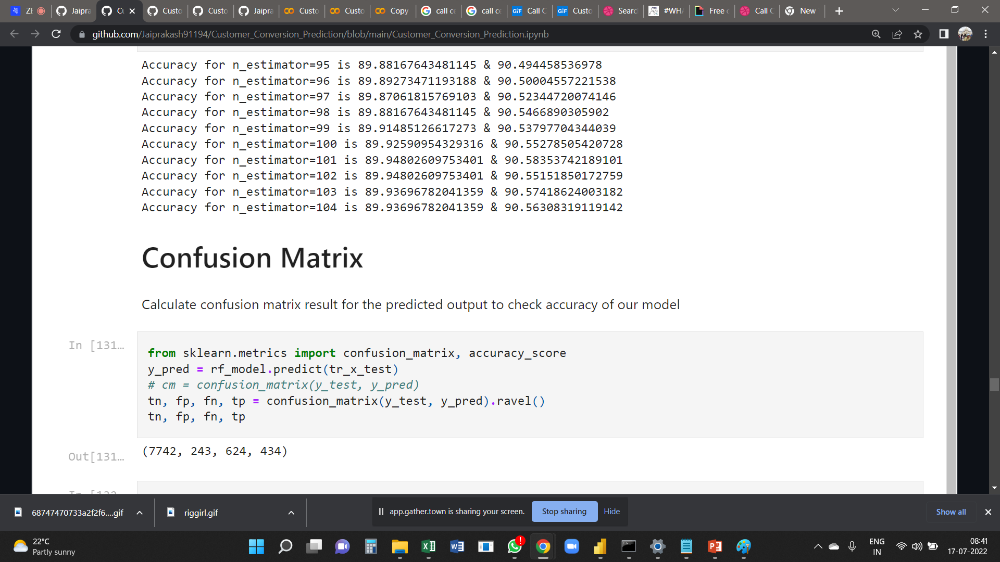 ZE
Jaipra
Cu
Custo
Custo
Jaipra
Custo
Custo
Copy
call ce
call ce
GIF
Call C
GIF
Custo
Searc
#WHA
Free c
Call C
New T
github.com/Jaiprakash91194/Customer_Conversion_Prediction/blob/main/Customer_Conversion_Prediction.ipynb
Accuracy for n_estimator=95 is 89.88167643481145 & 90.494458536978
Accuracy for n_estimator=96 is 89.89273471193188 & 90.50004557221538
Accuracy for n_estimator=97 is 89.87061815769103 & 90.52344720074146
Accuracy for n_estimator=98 is 89.88167643481145 & 90.5466890305902
Accuracy for n_estimator=99 is 89.91485126617273 & 90.53797704344039
Accuracy for n_estimator=100 is 89.92590954329316 & 90.55278505420728
Accuracy for n_estimator=101 is 89.94802609753401 & 90.58353742189101
Accuracy for n_estimator=102 is 89.94802609753401 & 90.55151850172759
Accuracy for n_estimator=103 is 89.93696782041359 & 90.57418624003182
Accuracy for n_estimator=104 is 89.93696782041359 & 90.56308319119142
Confusion Matrix
Calculate confusion matrix result for the predicted output to check accuracy of our model
In [131…
from sklearn.metrics import confusion_matrix, accuracy_score
y_pred = rf_model.predict(tr_x_test)
# cm = confusion_matrix(y_test, y_pred)
tn, fp, fn, tp = confusion_matrix(y_test, y_pred).ravel()
tn, fp, fn, tp
Out[131…
(7742, 243, 624, 434)
68747470733a2f2f6....gif
riggirl.gif
app.gather.town is sharing your screen.
Stop sharing
Hide
Show all
22°C
Partly sunny
ENG
IN
08:41
17-07-2022